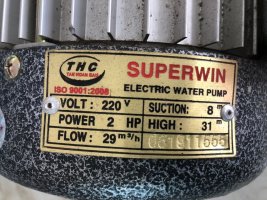 THC
TAN HOAN CAU
ISO 9001:2008
SUPERWIN
ELECTRIC WATER PUMP
VOLT : 220 V
SUCTION: 8 m
POWER 2 HP
HIGH : 31 m
FLOW: 29 m³/h